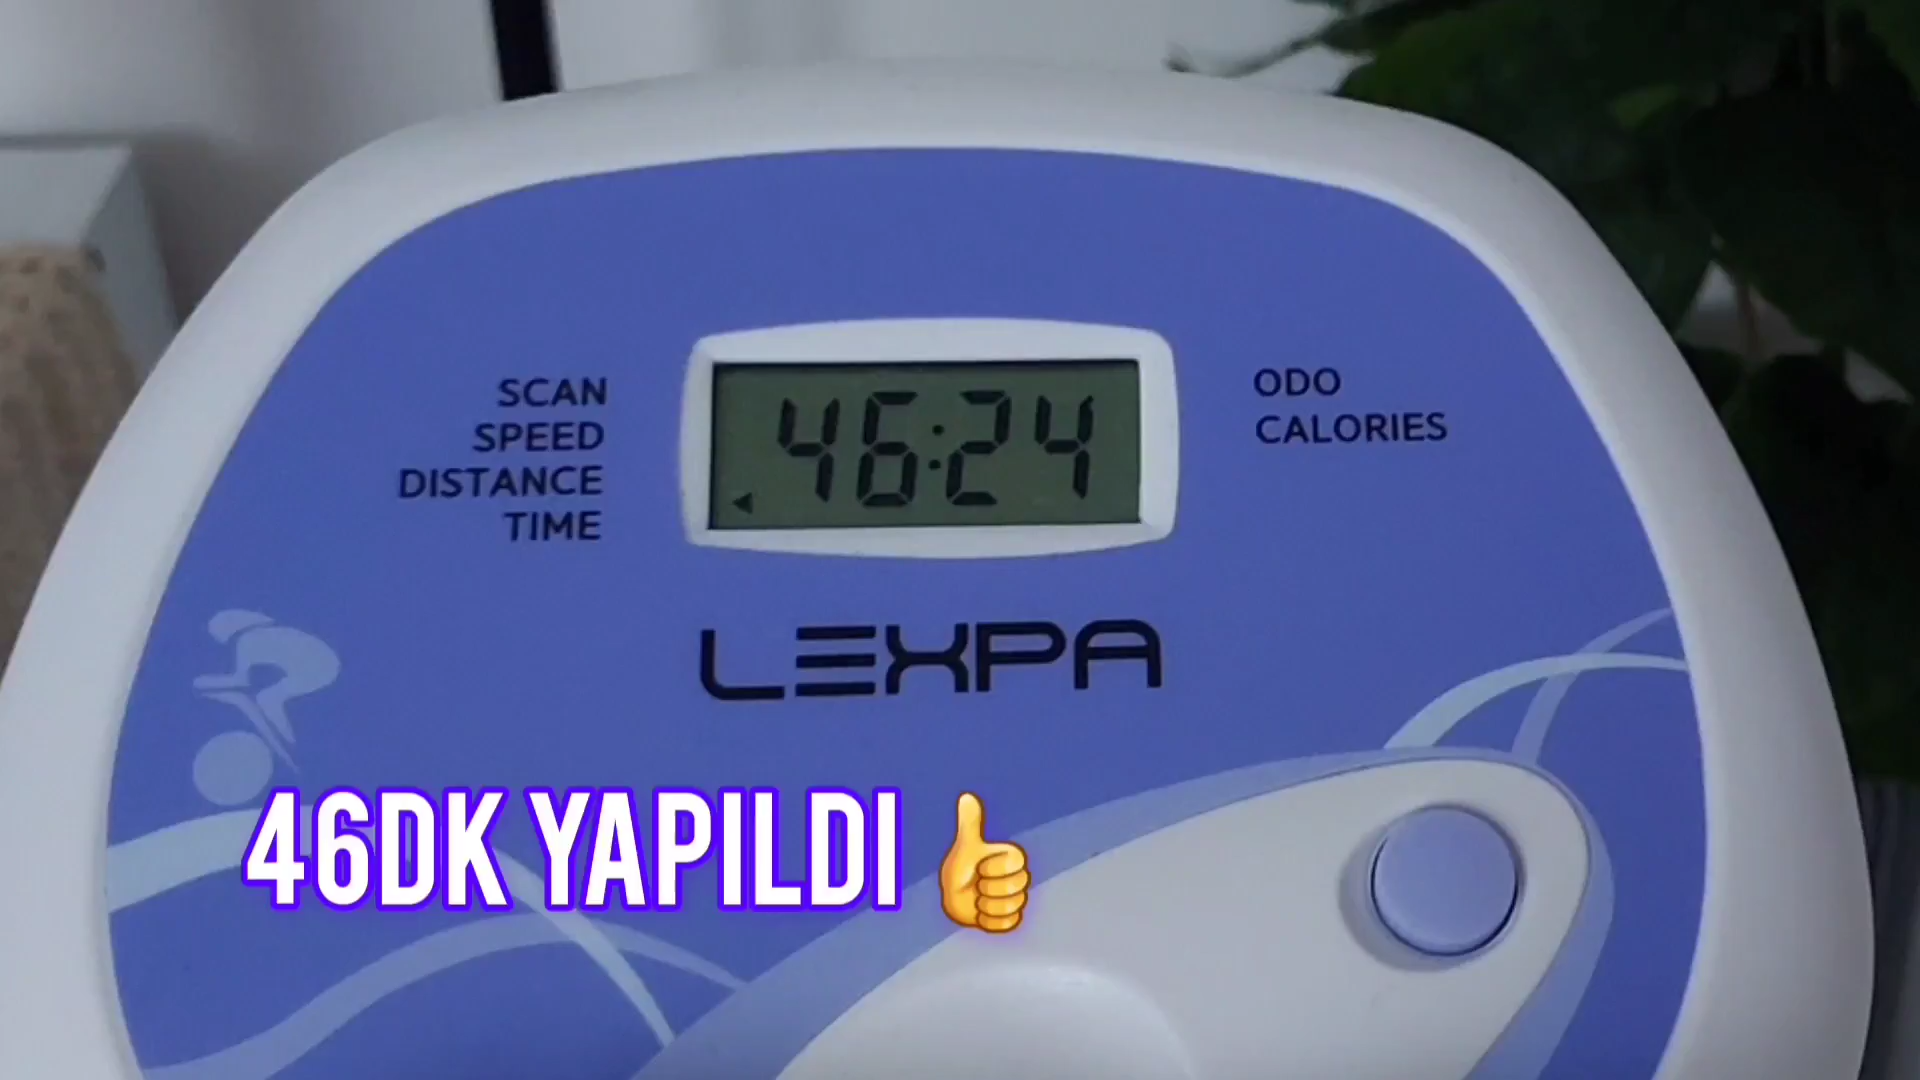 SCAN
SPEED
DISTANCE
TIME
46:24
ODO
CALORIES
LEXPA
46DK YAPILDI 👍